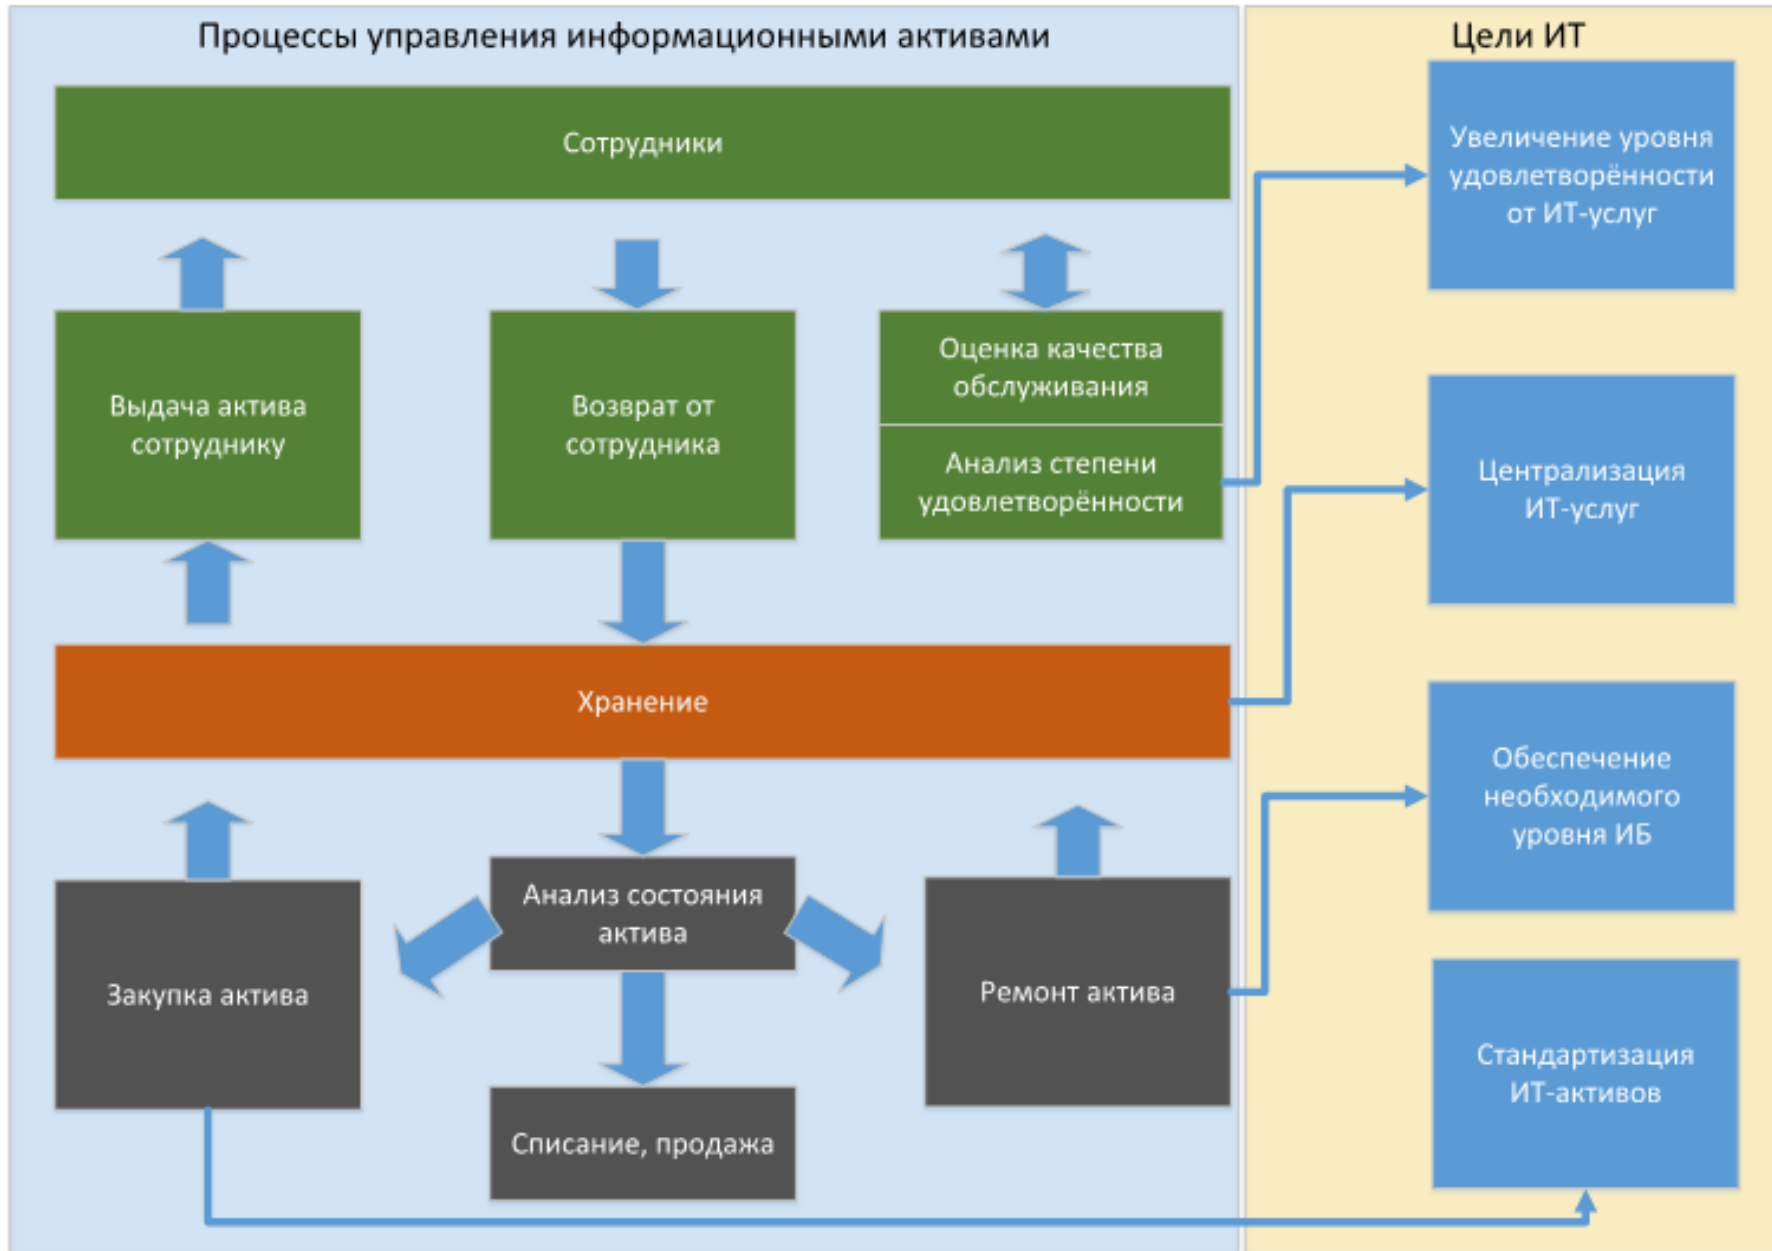 Процессы управления информационными активами
Цели ИТ
Сотрудники
Увеличение уровня
удовлетворённости
от ИТ-услуг
Выдача актива
сотруднику
Возврат от
сотрудника
Оценка качества
обслуживания
Анализ степени
удовлетворённости
Централизация
ИТ-услуг
Хранение
Обеспечение
необходимого
уровня ИБ
Закупка актива
Анализ состояния
актива
Ремонт актива
Стандартизация
ИТ-активов
Списание, продажа